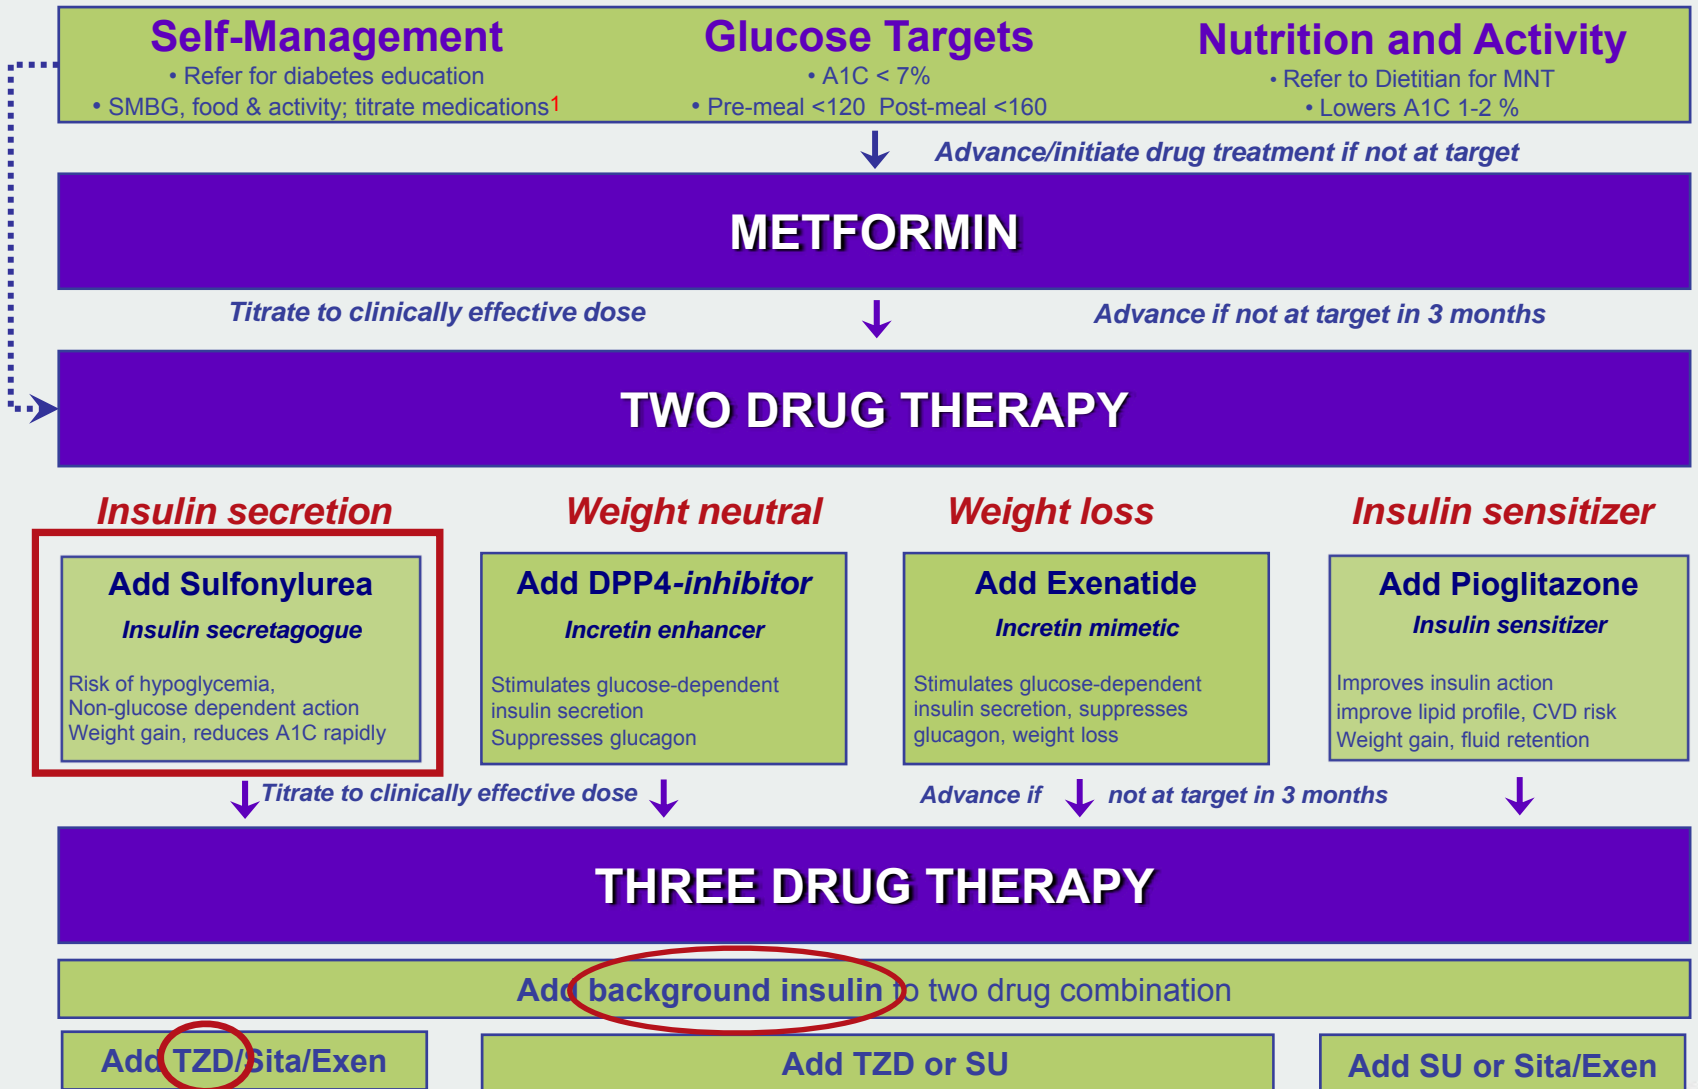 Self-Management
• Refer for diabetes education
• SMBG, food & activity; titrate medications1
Glucose Targets
• A1C < 7%
• Pre-meal <120 Post-meal <160
Nutrition and Activity
• Refer to Dietitian for MNT
• Lowers A1C 1-2 %
Advance/initiate drug treatment if not at target
METFORMIN
Titrate to clinically effective dose
Advance if not at target in 3 months
TWO DRUG THERAPY
Insulin secretion
Add Sulfonylurea
Insulin secretagogue
Risk of hypoglycemia,
Non-glucose dependent action
Weight gain, reduces A1C rapidly
Weight neutral
Add DPP4-inhibitor
Incretin enhancer
Stimulates glucose-dependent
insulin secretion
Suppresses glucagon
Weight loss
Add Exenatide
Incretin mimetic
Stimulates glucose-dependent
insulin secretion, suppresses
glucagon, weight loss
Insulin sensitizer
Add Pioglitazone
Insulin sensitizer
Improves insulin action
improve lipid profile, CVD risk
Weight gain, fluid retention
Titrate to clinically effective dose
Advance if not at target in 3 months
THREE DRUG THERAPY
Add background insulin to two drug combination
Add TZD/Sita/Exen
Add TZD or SU
Add SU or Sita/Exen